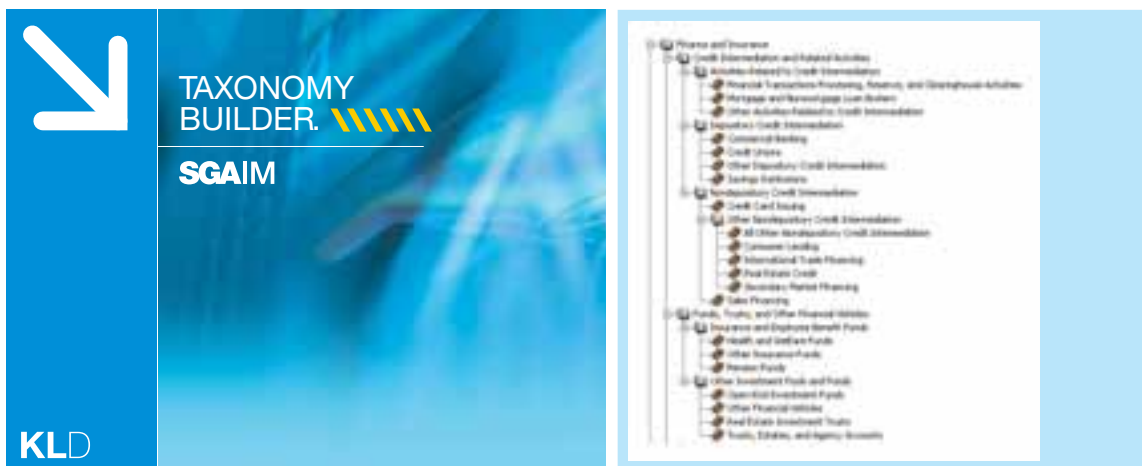 TAXONOMY
BUILDER.
SGAIM
KLD
Finance and Insurance
Credit Intermediation and Related Activities
Activities Related to Credit Intermediation
Financial Transactions Processing, Reserve, and Clearinghouse Activities
Mortgage and Nonmortgage Loan Brokers
Other Activities Related to Credit Intermediation
Depository Credit Intermediation
Commercial Banking
Credit Unions
Other Depository Credit Intermediation
Savings Institutions
Nondepository Credit Intermediation
Credit Card Issuing
Other Nondepository Credit Intermediation
All Other Nondepository Credit Intermediation
Consumer Lending
International Trade Financing
Real Estate Credit
Secondary Market Financing
Sales Financing
Funds, Trusts, and Other Financial Vehicles
Insurance and Employee Benefit Funds
Health and Welfare Funds
Other Insurance Funds
Pension Funds
Other Investment Pools and Funds
Open-End Investment Funds
Other Financial Vehicles
Real Estate Investment Trusts
Trusts, Estates, and Agency Accounts